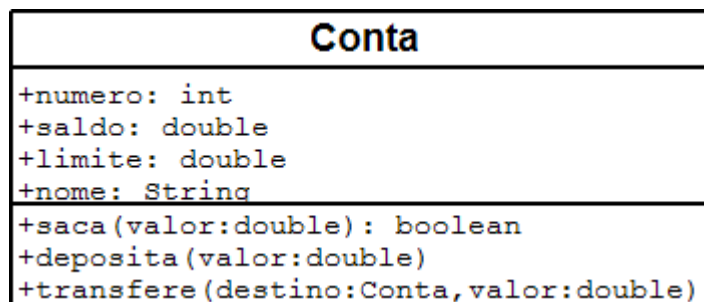 Conta
+numero: int
+saldo: double
+limite: double
+nome: String
+saca(valor:double): boolean
+deposita(valor:double)
+transfere(destino:Conta,valor:double)